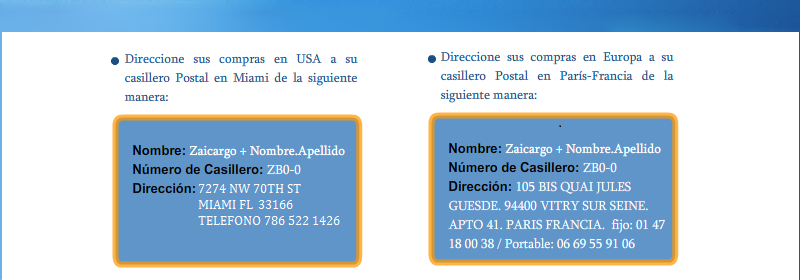 Direccione sus compras en USA a su
casillero Postal en Miami de la siguiente
manera:
Nombre: Zaicargo + Nombre.Apellido
Número de Casillero: ZB0-0
Dirección: 7274 NW 70TH ST
MIAMI FL 33166
TELEFONO 786 522 1426
Direccione sus compras en Europa a su
casillero Postal en París-Francia de la
siguiente manera:
Nombre: Zaicargo + Nombre.Apellido
Número de Casillero: ZB0-0
Dirección: 105 BIS QUAI JULES
GUESDE. 94400 VITRY SUR SEINE.
APTO 41. PARIS FRANCIA. fijo: 01 47
18 00 38 / Portable: 06 69 55 91 06